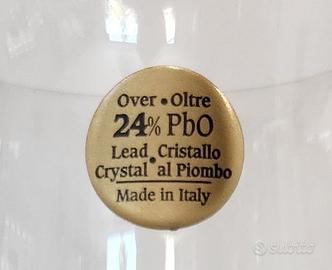 Over • Oltre
24% PbO
Lead • Cristallo
Crystal al Piombo
Made in Italy
subito